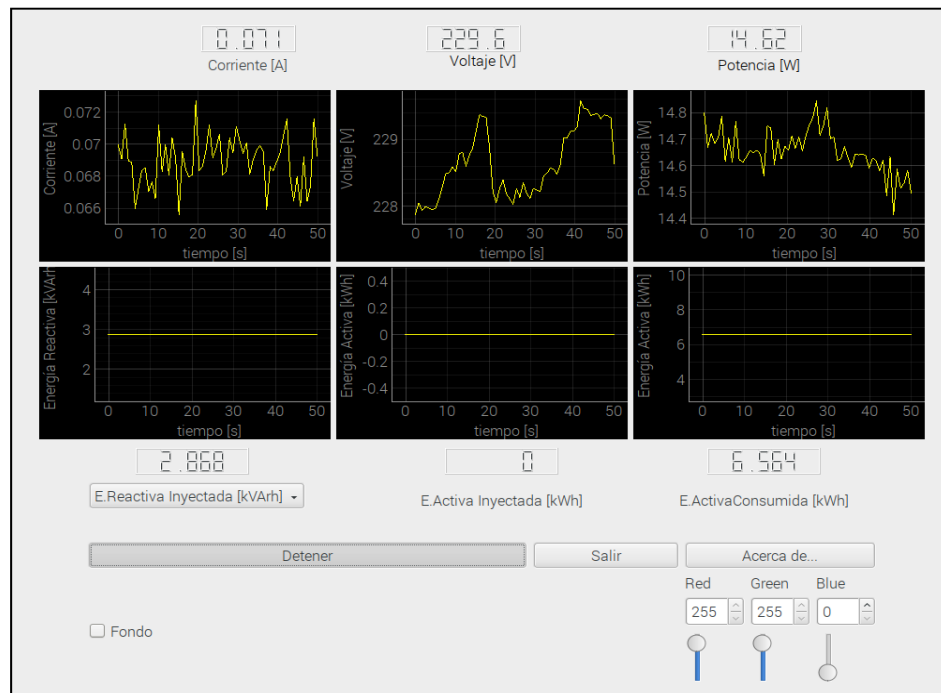 0.071 229.6 14.62
Corriente [A] Voltaje [V] Potencia [W]
Corriente [A]
0.072
0.07
0.068
0.066
0 10 20 30 40 50
tiempo [s]
Voltaje [V]
229
228
0 10 20 30 40 50
tiempo [s]
Potencia [W]
14.8
14.7
14.6
14.5
14.4
0 10 20 30 40 50
tiempo [s]
Energía Reactiva [kVArh]
4
3
2
0 10 20 30 40 50
tiempo [s]
Energía Activa [kWh]
0.4
0.2
0
-0.2
-0.4
0 10 20 30 40 50
tiempo [s]
Energía Activa [kWh]
10
8
6
4
0 10 20 30 40 50
tiempo [s]
2.868 0 6.564
E.Reactiva Inyectada [kVArh] E.Activa Inyectada [kWh] E.ActivaConsumida [kWh]
Detener Salir Acerca de...
Red Green Blue
255 255 0
Fondo